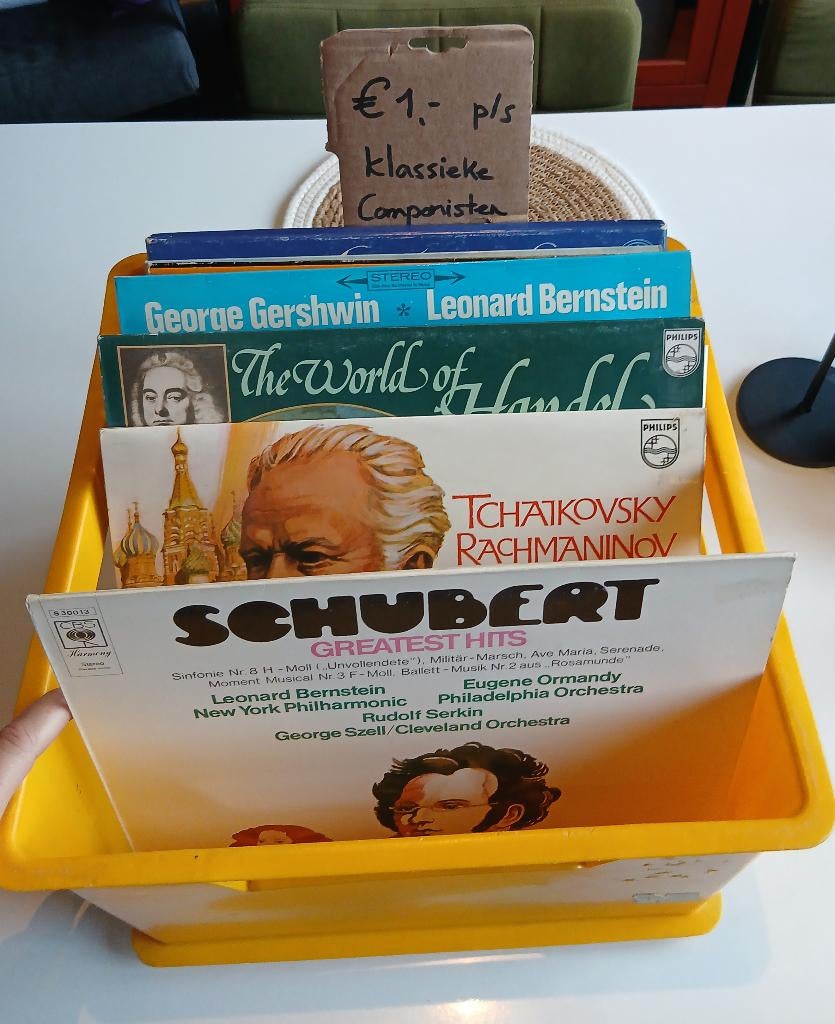 € 1,- p/s
Klassieke
Componisten
STEREO
George Gershwin * Leonard Bernstein
PHILIPS
The World of
Handel
PHILIPS
TCHAIKOVSKY
RACHMANINOV
S 30013
CBS
Harmony
Stereo
SCHUBERT
GREATEST HITS
Sinfonie Nr. 8 H - Moll („Unvollendete"), Militär - Marsch, Ave Maria, Serenade,
Moment Musical Nr. 3 F - Moll, Ballett - Musik Nr. 2 aus „Rosamunde"
Leonard Bernstein
New York Philharmonic
Eugene Ormandy
Philadelphia Orchestra
Rudolf Serkin
George Szell/Cleveland Orchestra